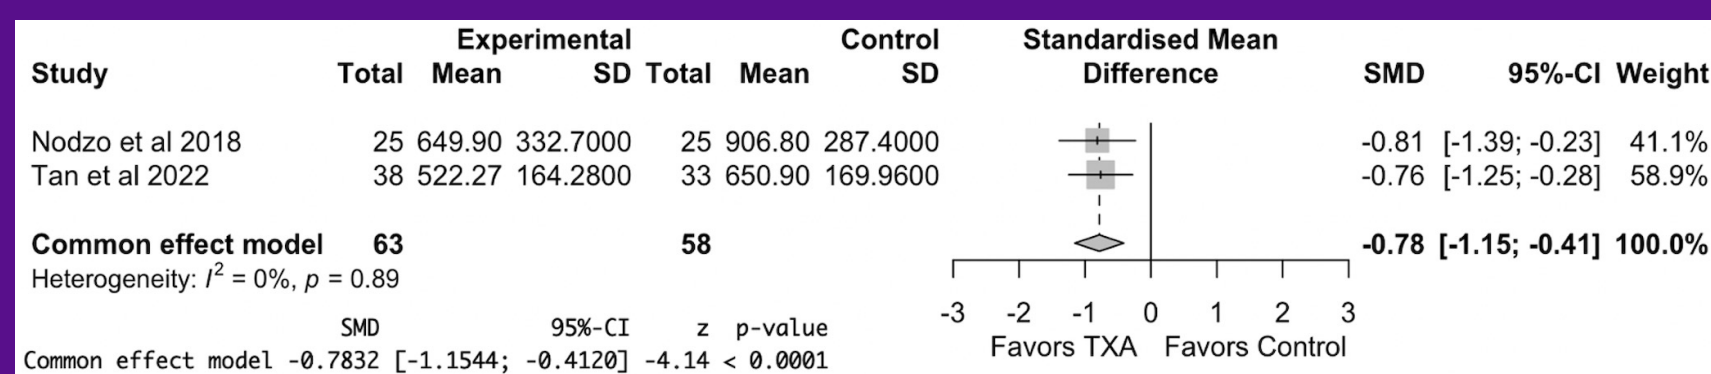 Experimental Control Standardised Mean
Study Total Mean SD Total Mean SD Difference SMD 95%-CI Weight
Nodzo et al 2018 25 649.90 332.7000 25 906.80 287.4000 -0.81 [-1.39; -0.23] 41.1%
Tan et al 2022 38 522.27 164.2800 33 650.90 169.9600 -0.76 [-1.25; -0.28] 58.9%
Common effect model 63 58 -0.78 [-1.15; -0.41] 100.0%
Heterogeneity: I² = 0%, p = 0.89
-3 -2 -1 0 1 2 3
SMD 95%-CI z p-value
Favors TXA Favors Control
Common effect model -0.7832 [-1.1544; -0.4120] -4.14 < 0.0001